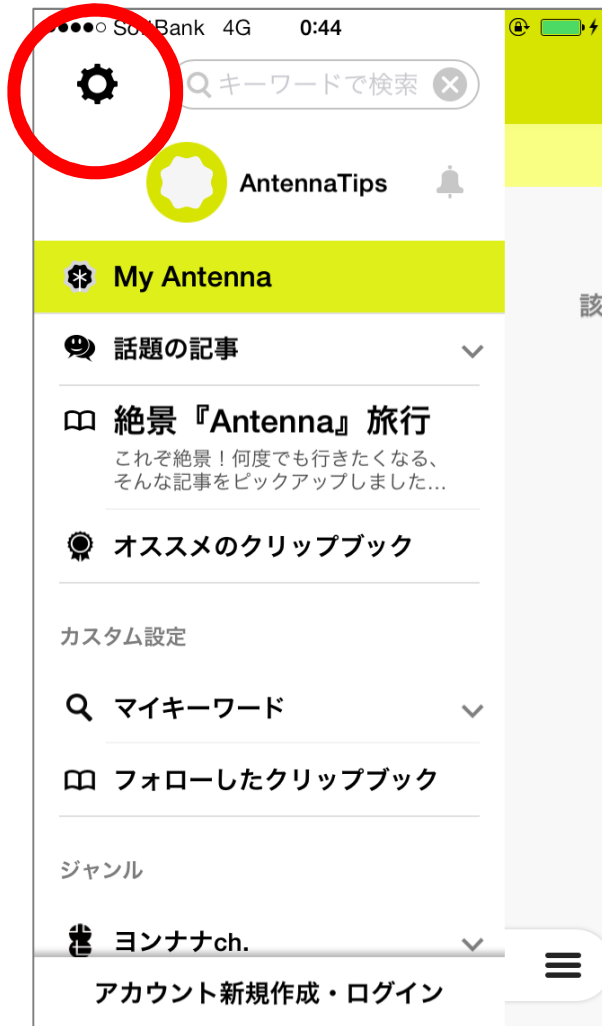 SoftBank 4G 0:44
キーワードで検索
AntennaTips
My Antenna
該
話題の記事
絶景『Antenna』旅行
これぞ絶景！何度でも行きたくなる、
そんな記事をピックアップしました...
オススメのクリップブック
カスタム設定
マイキーワード
フォローしたクリップブック
ジャンル
ヨンナナch.
アカウント新規作成・ログイン